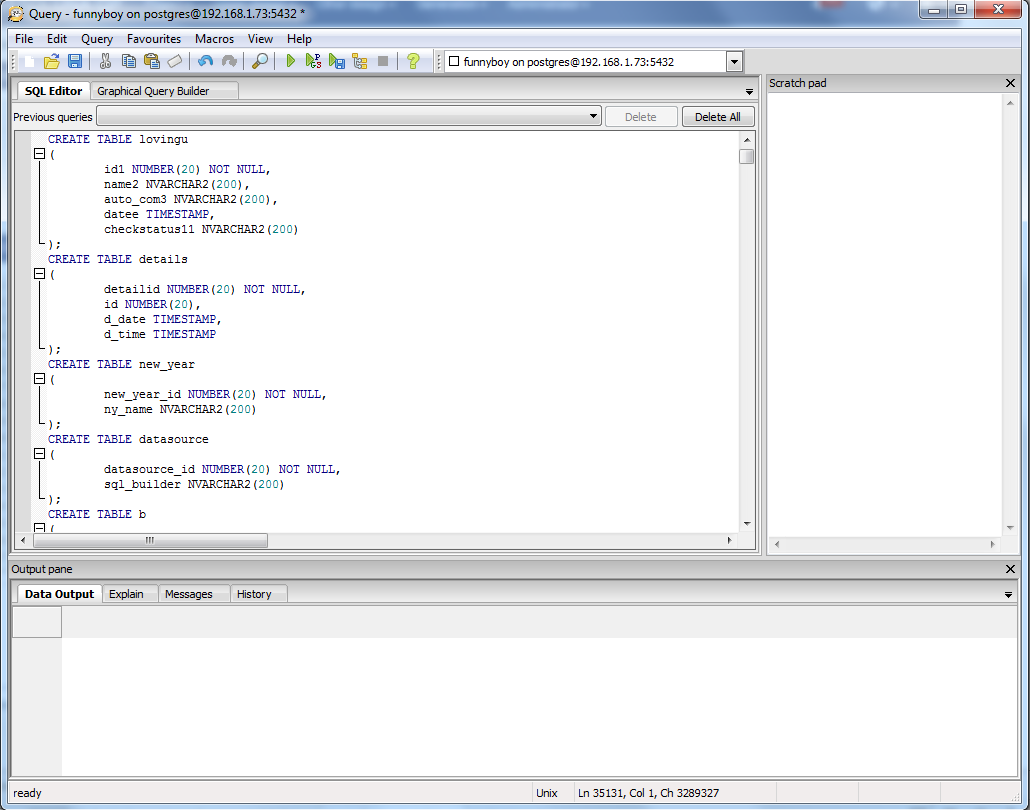 Query - funnyboy on postgres@192.168.1.73:5432 *
File Edit Query Favourites Macros View Help
funnyboy on postgres@192.168.1.73:5432
SQL Editor Graphical Query Builder
Scratch pad
Previous queries Delete Delete All
CREATE TABLE lovingu
(
id1 NUMBER(20) NOT NULL,
name2 NVARCHAR2(200),
auto_com3 NVARCHAR2(200),
datee TIMESTAMP,
checkstatus11 NVARCHAR2(200)
);
CREATE TABLE details
(
detailid NUMBER(20) NOT NULL,
id NUMBER(20),
d_date TIMESTAMP,
d_time TIMESTAMP
);
CREATE TABLE new_year
(
new_year_id NUMBER(20) NOT NULL,
ny_name NVARCHAR2(200)
);
CREATE TABLE datasource
(
datasource_id NUMBER(20) NOT NULL,
sql_builder NVARCHAR2(200)
);
CREATE TABLE b
(
Output pane
Data Output Explain Messages History
ready Unix Ln 35131, Col 1, Ch 3289327